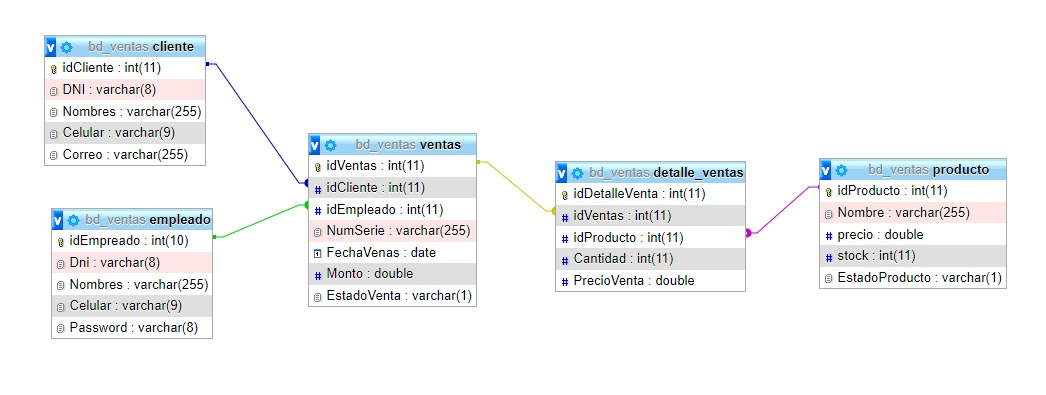 bd_ventas cliente
idCliente : int(11)
DNI : varchar(8)
Nombres : varchar(255)
Celular : varchar(9)
Correo : varchar(255)
bd_ventas empleado
idEmpreado : int(10)
Dni : varchar(8)
Nombres : varchar(255)
Celular : varchar(9)
Password : varchar(8)
bd_ventas ventas
idVentas : int(11)
idCliente : int(11)
idEmpleado : int(11)
NumSerie : varchar(255)
FechaVenas : date
Monto : double
EstadoVenta : varchar(1)
bd_ventas detalle_ventas
idDetalleVenta : int(11)
idVentas : int(11)
idProducto : int(11)
Cantidad : int(11)
PrecioVenta : double
bd_ventas producto
idProducto : int(11)
Nombre : varchar(255)
precio : double
stock : int(11)
EstadoProducto : varchar(1)